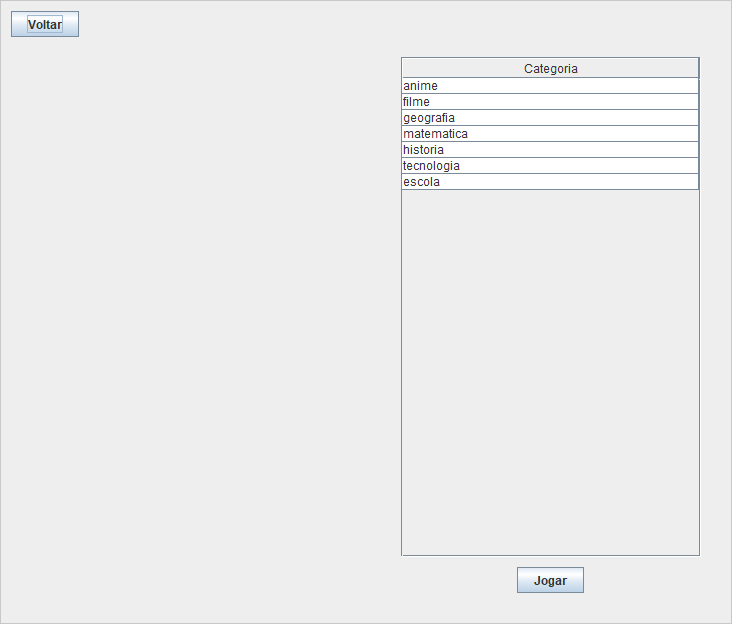 Voltar
Categoria
anime
filme
geografia
matematica
historia
tecnologia
escola
Jogar